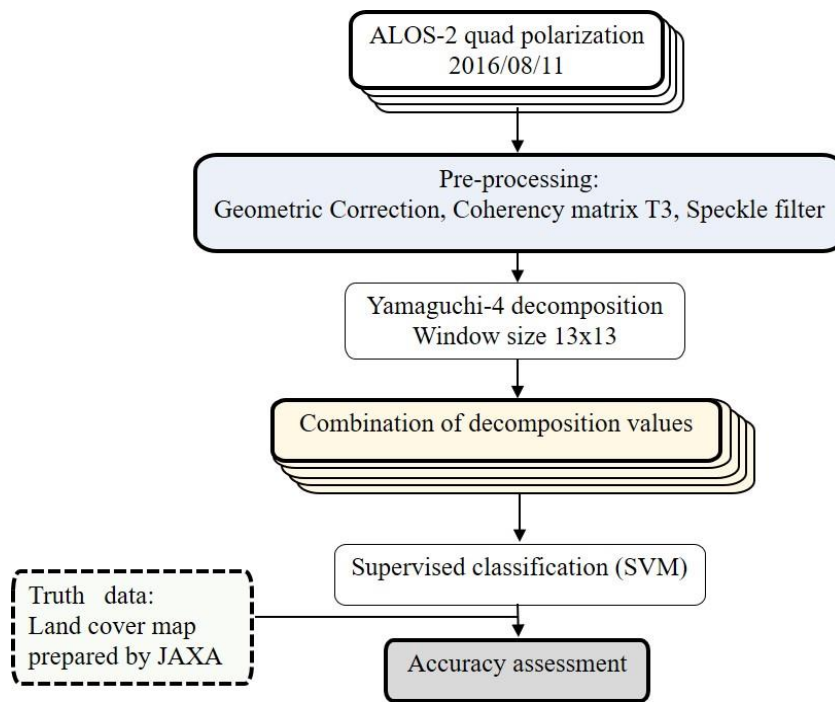 ALOS-2 quad polarization
2016/08/11
Pre-processing:
Geometric Correction, Coherency matrix T3, Speckle filter
Yamaguchi-4 decomposition
Window size 13x13
Combination of decomposition values
Supervised classification (SVM)
Truth data:
Land cover map
prepared by JAXA
Accuracy assessment